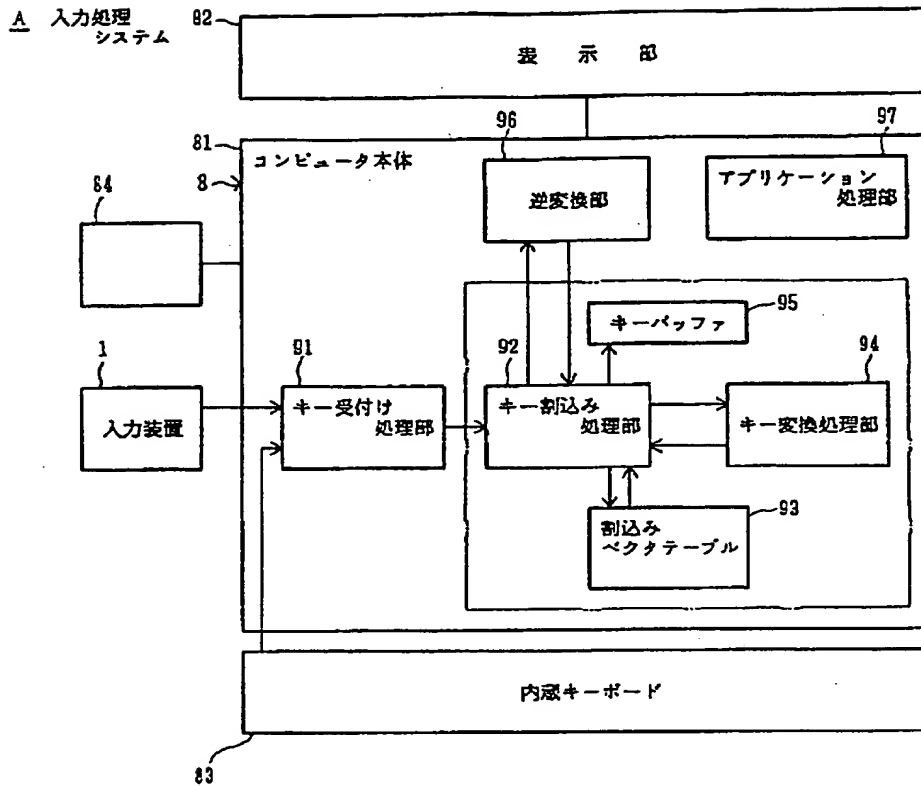 A 入力処理
システム
82
表示部
81
コンピュータ本体
8
96
逆変換部
97
アプリケーション
処理部
84
キーバッファ
95
1
入力装置
91
キー受付け
処理部
92
キー割込み
処理部
94
キー変換処理部
割込み
ベクタテーブル
93
内蔵キーボード
83